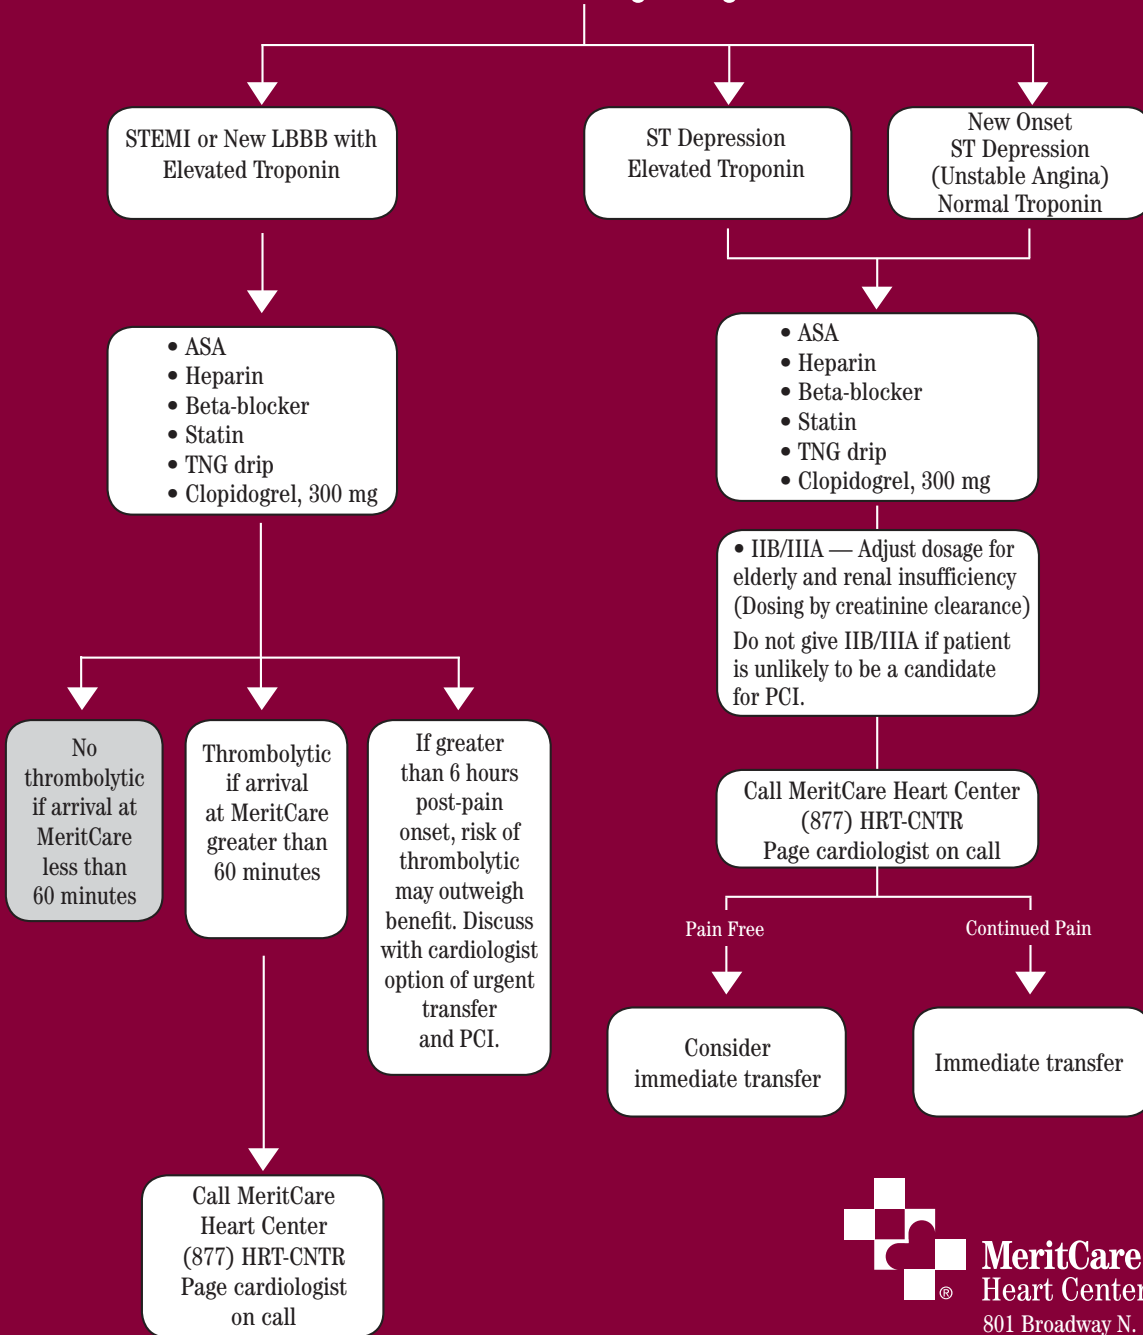 STEMI or New LBBB with
Elevated Troponin
ST Depression
Elevated Troponin
New Onset
ST Depression
(Unstable Angina)
Normal Troponin
• ASA
• Heparin
• Beta-blocker
• Statin
• TNG drip
• Clopidogrel, 300 mg
• ASA
• Heparin
• Beta-blocker
• Statin
• TNG drip
• Clopidogrel, 300 mg
• IIB/IIIA — Adjust dosage for
elderly and renal insufficiency
(Dosing by creatinine clearance)
Do not give IIB/IIIA if patient
is unlikely to be a candidate
for PCI.
No
thrombolytic
if arrival at
MeritCare
less than
60 minutes
Thrombolytic
if arrival
at MeritCare
greater than
60 minutes
If greater
than 6 hours
post-pain
onset, risk of
thrombolytic
may outweigh
benefit. Discuss
with cardiologist
option of urgent
transfer
and PCI.
Call MeritCare Heart Center
(877) HRT-CNTR
Page cardiologist on call
Pain Free
Continued Pain
Consider
immediate transfer
Immediate transfer
Call MeritCare
Heart Center
(877) HRT-CNTR
Page cardiologist
on call
®
MeritCare
Heart Center
801 Broadway N.